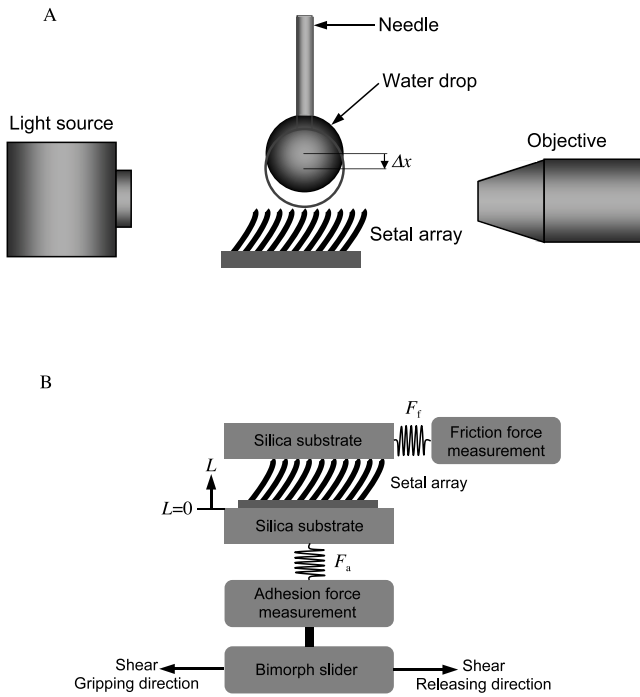 A
Needle
Water drop
Light source
Objective
Δx
Setal array
B
Ff
Silica substrate
Friction force
measurement
L
Setal array
L=0
Silica substrate
Fa
Adhesion force
measurement
Shear
Gripping direction
Bimorph slider
Shear
Releasing direction